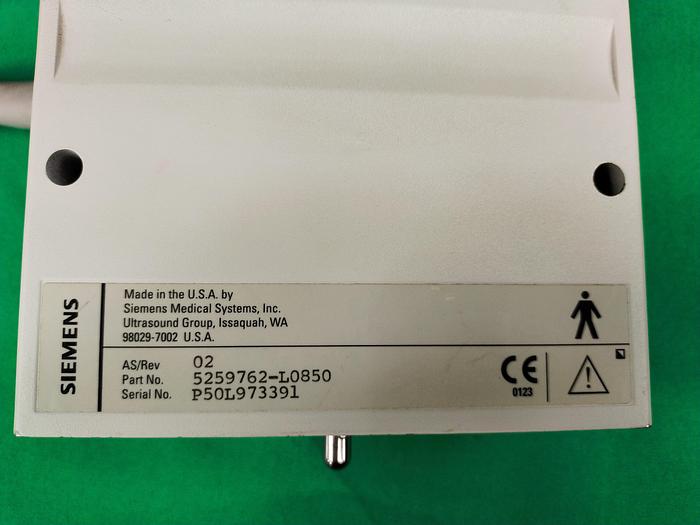 SIEMENS
Made in the U.S.A. by
Siemens Medical Systems, Inc.
Ultrasound Group, Issaquah, WA
98029-7002 U.S.A.
AS/Rev 02
Part No. 5259762-L0850
Serial No. P50L973391
CE
0123